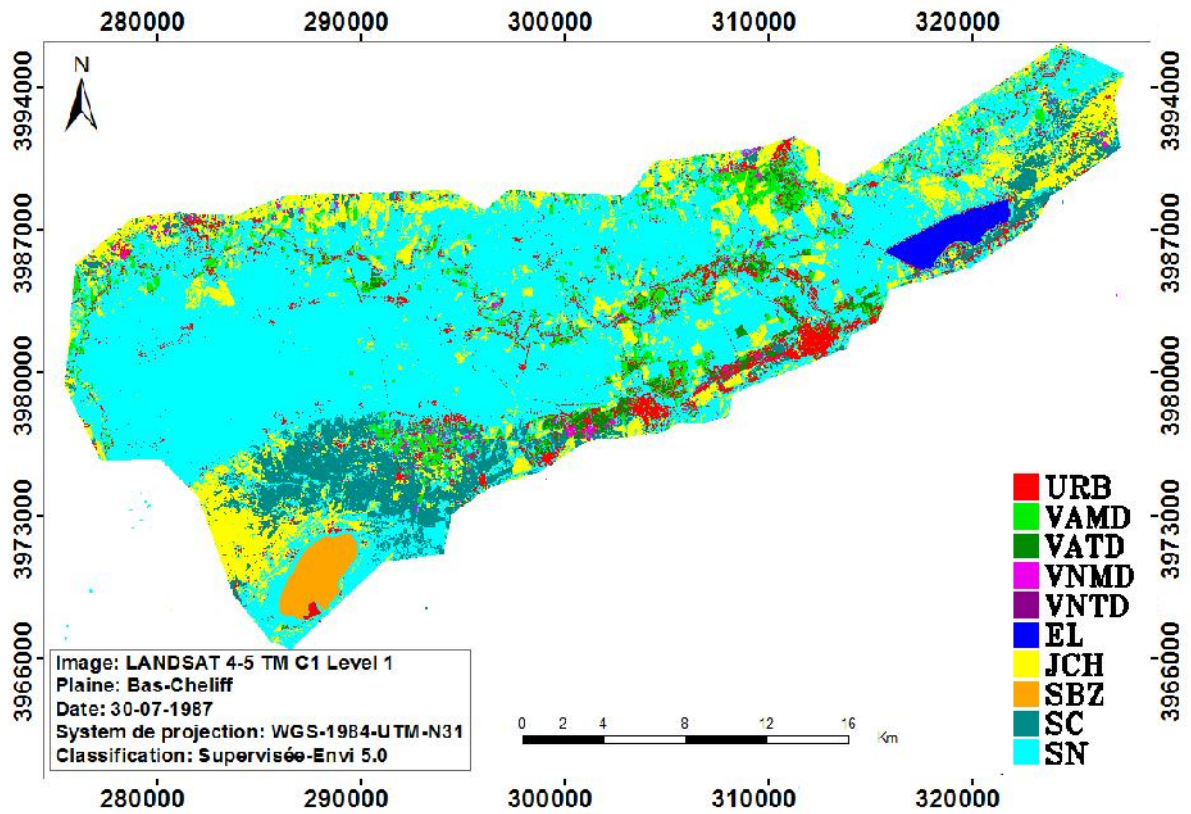 280000 290000 300000 310000 320000
N
3994000 3994000
3987000 3987000
3980000 3980000
3973000 3973000
3966000 3966000
URB
VAMD
VATD
VNMD
VNTD
EL
JCH
SBZ
SC
SN
Image: LANDSAT 4-5 TM C1 Level 1
Plaine: Bas-Cheliff
Date: 30-07-1987
System de projection: WGS-1984-UTM-N31
Classification: Supervisée-Envi 5.0
0 2 4 8 12 16
Km
280000 290000 300000 310000 320000